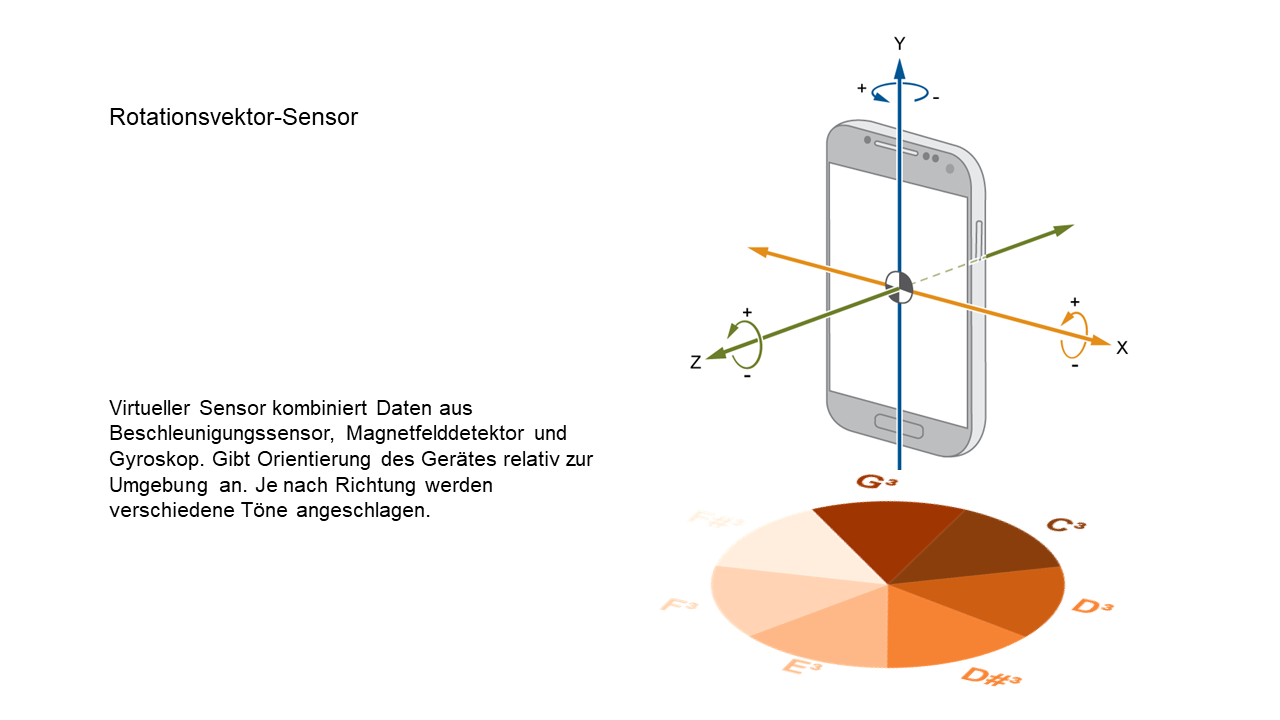 Rotationsvektor-Sensor
Virtueller Sensor kombiniert Daten aus
Beschleunigungssensor, Magnetfelddetektor und
Gyroskop. Gibt Orientierung des Gerätes relativ zur
Umgebung an. Je nach Richtung werden
verschiedene Töne angeschlagen.
Y
+ -
+
Z
-
+
X
-
G³
F#³
C³
F³
D³
E³
D#³